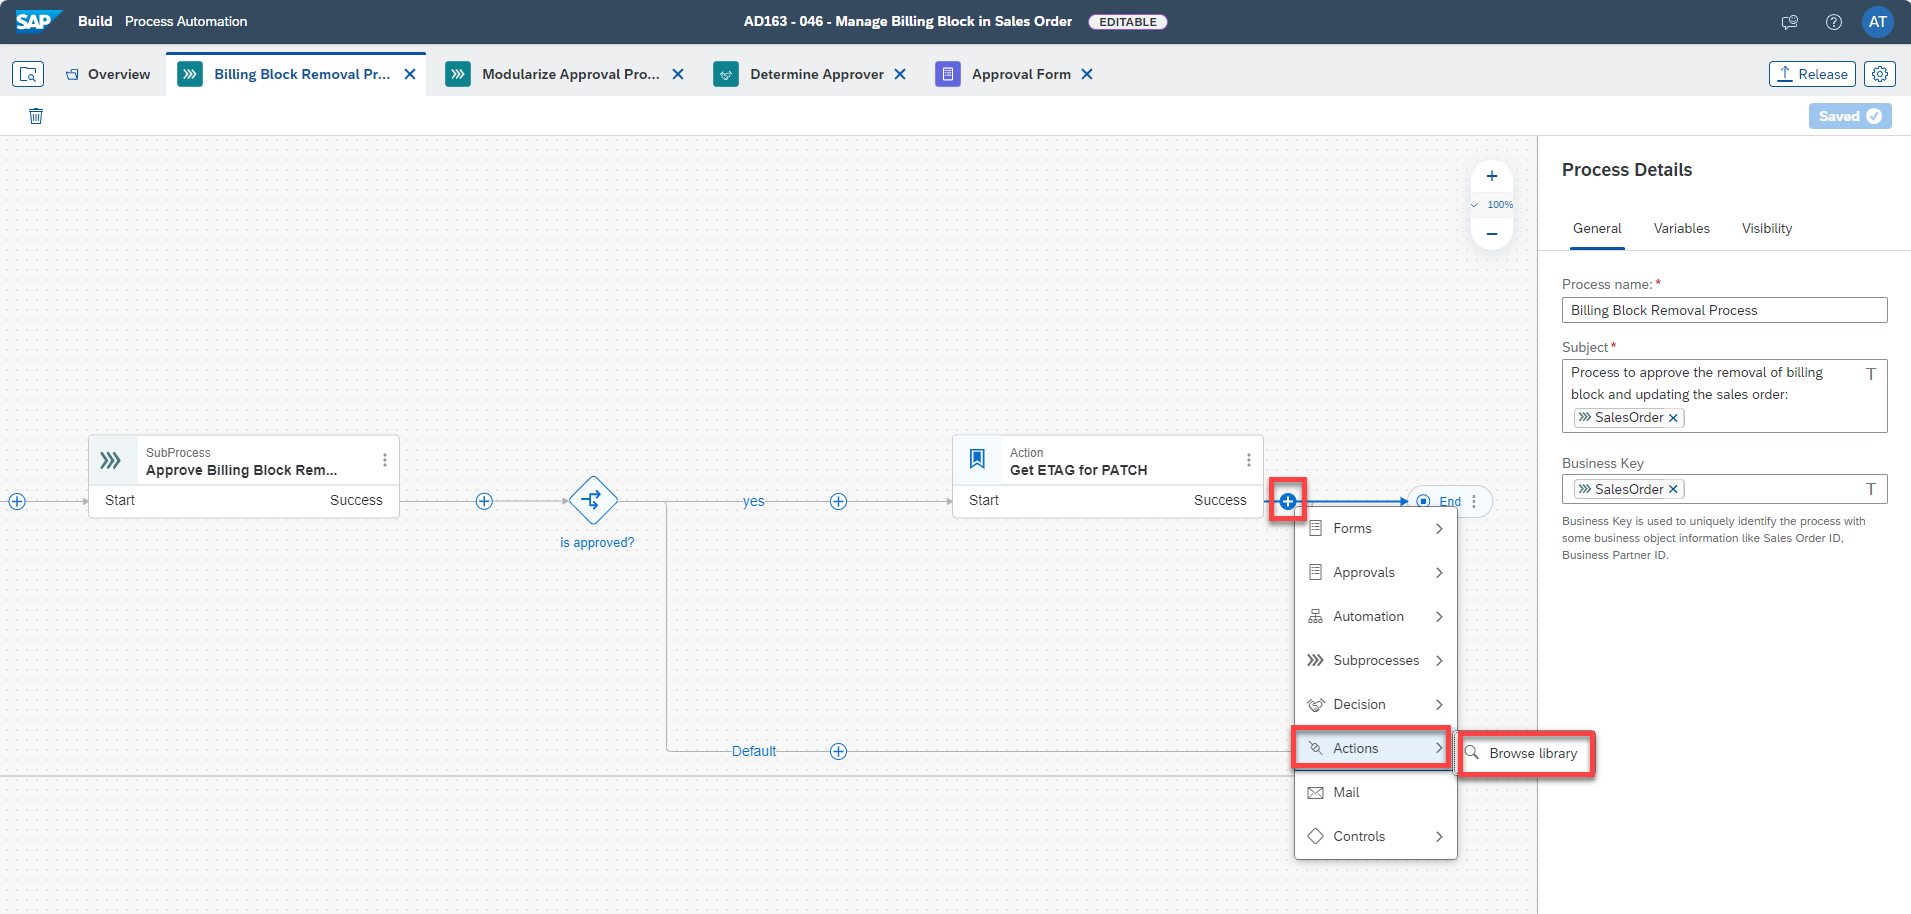 SAP Build Process Automation
AD163 - 046 - Manage Billing Block in Sales Order EDITABLE
AT
Overview
Billing Block Removal Pr...
Modularize Approval Pro...
Determine Approver
Approval Form
Release
Saved
100%
SubProcess
Approve Billing Block Rem...
Start Success
is approved?
yes
Default
Action
Get ETAG for PATCH
Start Success
End
Forms
Approvals
Automation
Subprocesses
Decision
Actions
Browse library
Mail
Controls
Process Details
General Variables Visibility
Process name: *
Billing Block Removal Process
Subject *
Process to approve the removal of billing
block and updating the sales order:
SalesOrder
Business Key
SalesOrder
Business Key is used to uniquely identify the process with
some business object information like Sales Order ID,
Business Partner ID.